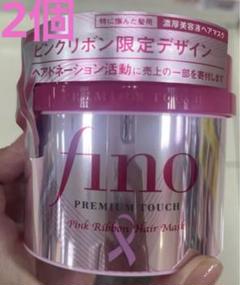 2個
特に傷んだ髪用
濃厚美容液ヘアマスク
ピンクリボン限定デザイン
ヘアドネーション活動に売上の一部を寄付します
PREMIUM TOUCH
fino
PREMIUM TOUCH
Pink Ribbon Hair Mask